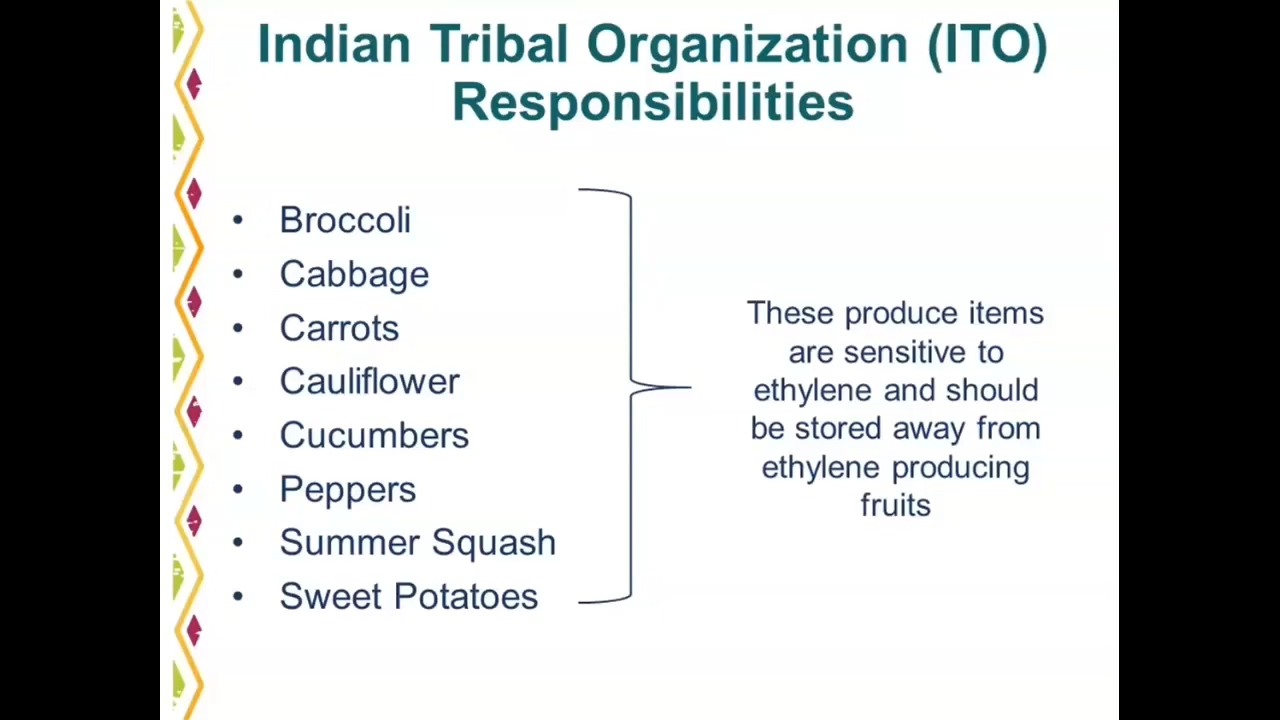 Indian Tribal Organization (ITO)
Responsibilities
• Broccoli
• Cabbage
• Carrots
• Cauliflower
• Cucumbers
• Peppers
• Summer Squash
• Sweet Potatoes
These produce items
are sensitive to
ethylene and should
be stored away from
ethylene producing
fruits